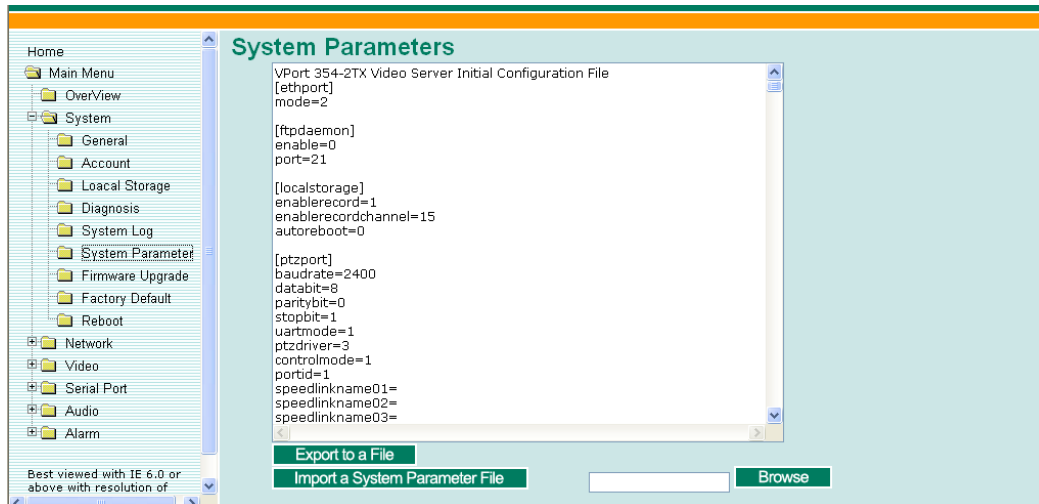 Home
Main Menu
OverView
System
General
Account
Loacal Storage
Diagnosis
System Log
System Parameter
Firmware Upgrade
Factory Default
Reboot
Network
Video
Serial Port
Audio
Alarm
Best viewed with IE 6.0 or
above with resolution of
System Parameters
VPort 354-2TX Video Server Initial Configuration File
[ethport]
mode=2
[ftpdaemon]
enable=0
port=21
[localstorage]
enablerecord=1
enablerecordchannel=15
autoreboot=0
[ptzport]
baudrate=2400
databit=8
paritybit=0
stopbit=1
uartmode=1
ptzdriver=3
controlmode=1
portid=1
speedlinkname01=
speedlinkname02=
speedlinkname03=
Export to a File
Import a System Parameter File
Browse